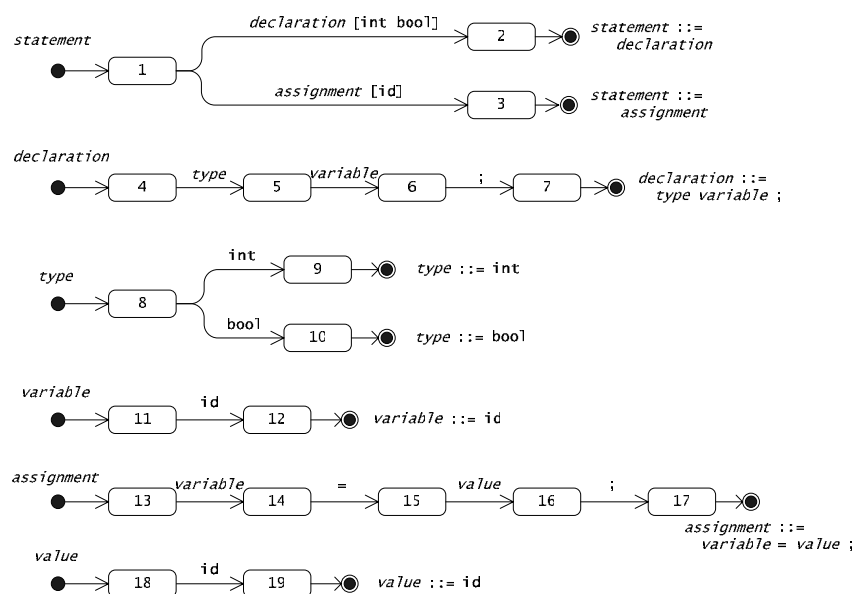 statement
declaration [int bool]
1
2
statement ::=
declaration
assignment [id]
3
statement ::=
assignment
declaration
4
type
5
variable
6
;
7
declaration ::=
type variable ;
type
8
int
9
type ::= int
bool
10
type ::= bool
variable
11
id
12
variable ::= id
assignment
13
variable
14
=
15
value
16
;
17
assignment ::=
variable = value ;
value
18
id
19
value ::= id